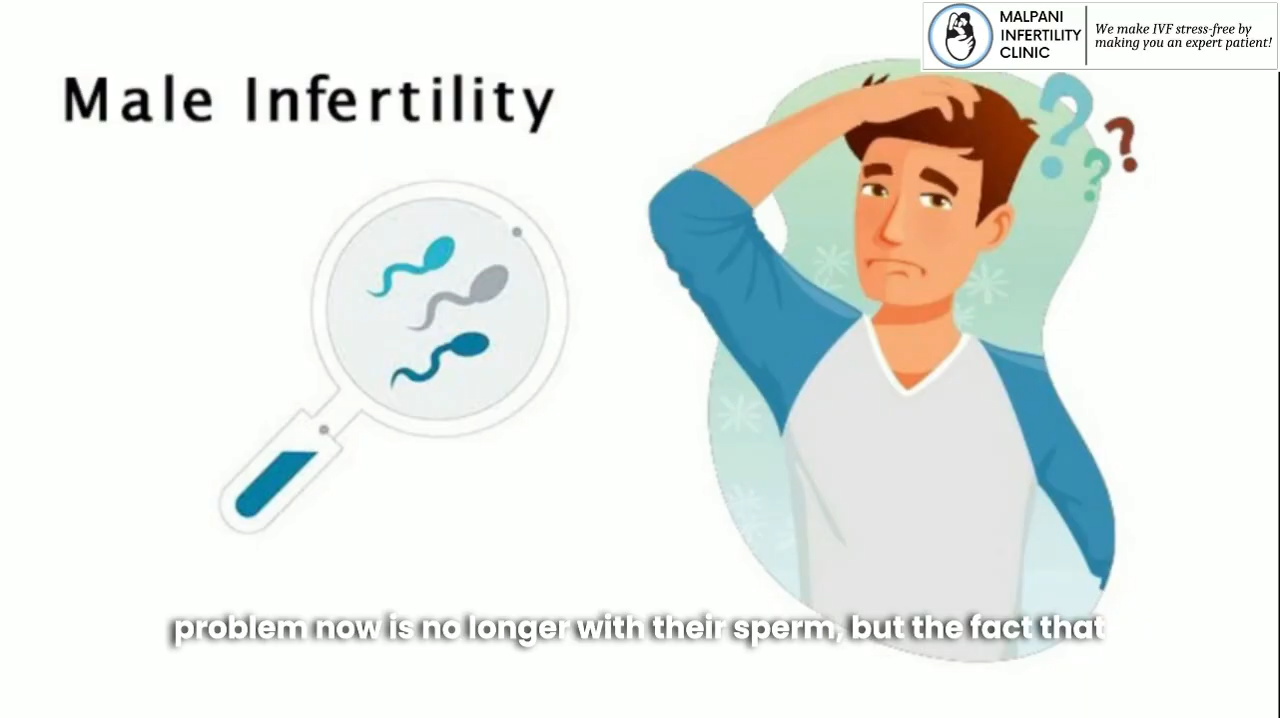 MALPANI
INFERTILITY
CLINIC
We make IVF stress-free by
making you an expert patient!
Male Infertility
? ? ?
problem now is no longer with their sperm, but the fact that